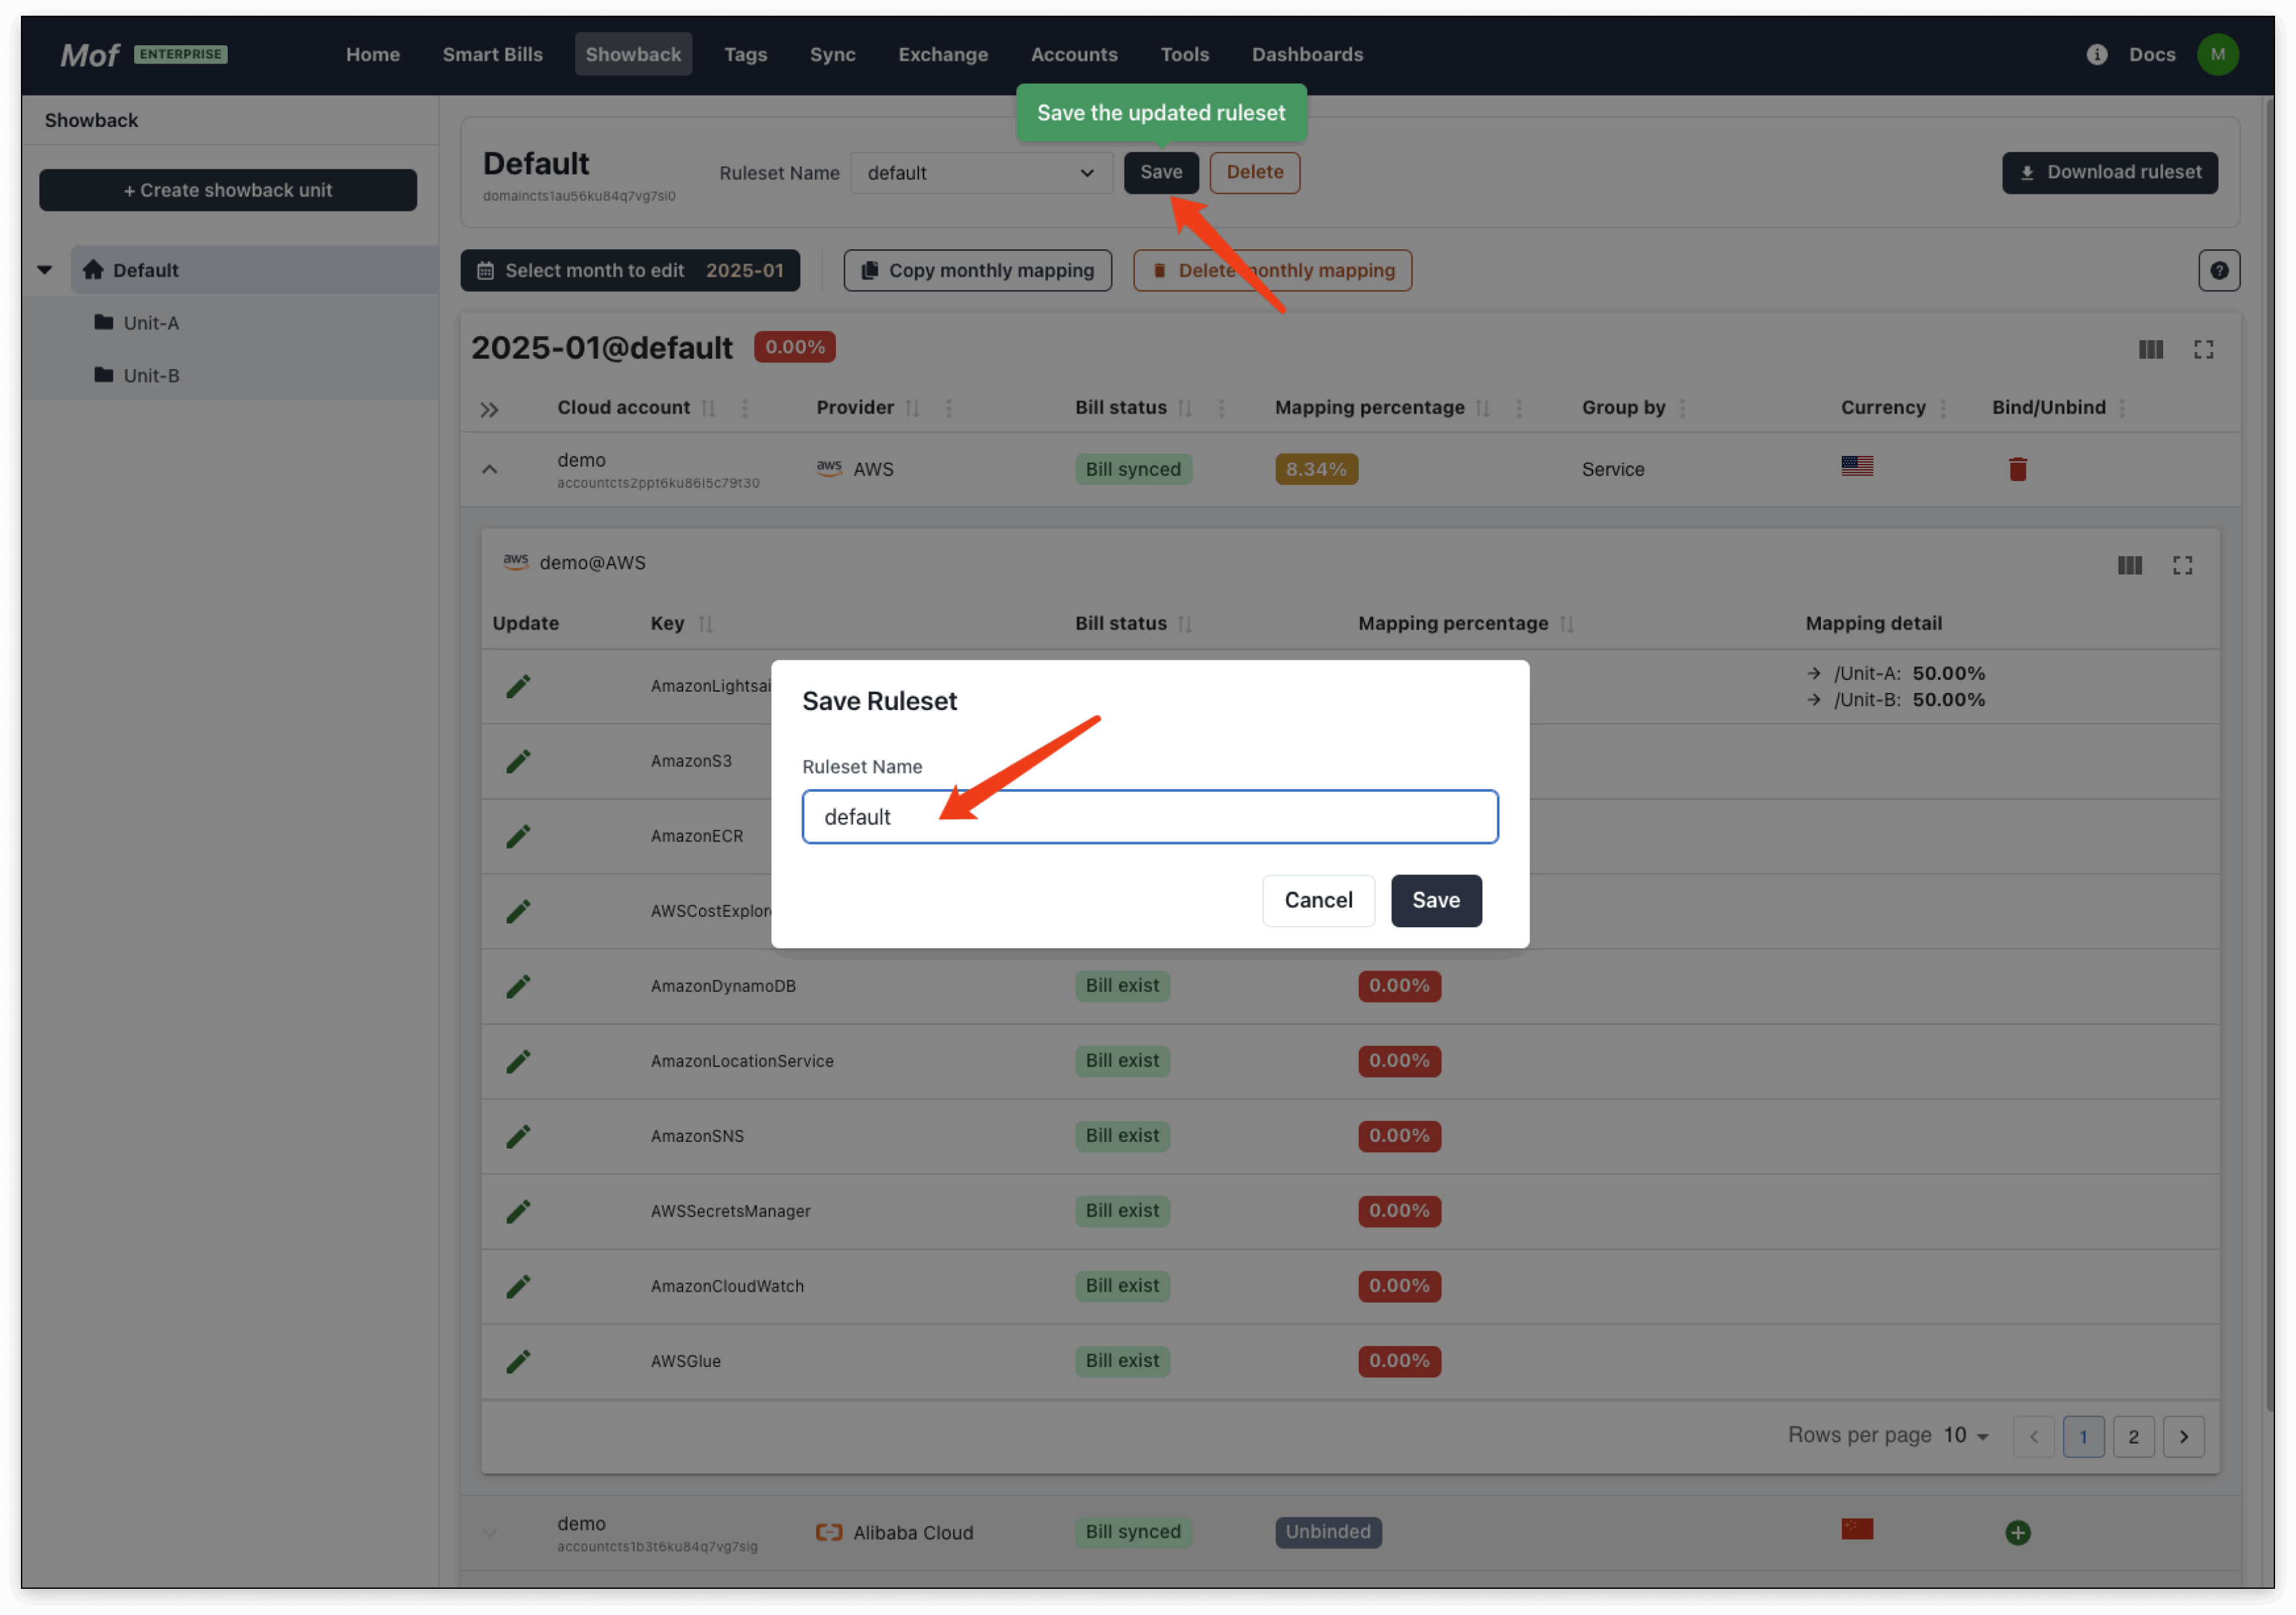 Mof ENTERPRISE Home Smart Bills Showback Tags Sync Exchange Accounts Tools Dashboards Docs M
Showback
+ Create showback unit
Default
Unit-A
Unit-B
Save the updated ruleset
Default
domaincts1au56ku84q7vg7si0
Ruleset Name default Save Delete Download ruleset
Select month to edit 2025-01 Copy monthly mapping Delete monthly mapping
2025-01@default 0.00%
Cloud account Provider Bill status Mapping percentage Group by Currency Bind/Unbind
demo
accountcts2ppt6ku86i5c79t30
aws AWS Bill synced 8.34% Service
aws demo@AWS
Update Key Bill status Mapping percentage Mapping detail
AmazonLightsai
→ /Unit-A: 50.00%
→ /Unit-B: 50.00%
AmazonS3
AmazonECR
AWSCostExplor
Save Ruleset
Ruleset Name
default
Cancel Save
AmazonDynamoDB Bill exist 0.00%
AmazonLocationService Bill exist 0.00%
AmazonSNS Bill exist 0.00%
AWSSecretsManager Bill exist 0.00%
AmazonCloudWatch Bill exist 0.00%
AWSGlue Bill exist 0.00%
Rows per page 10 1 2
demo
accountcts1b3t6ku84q7vg7sig
Alibaba Cloud Bill synced Unbinded